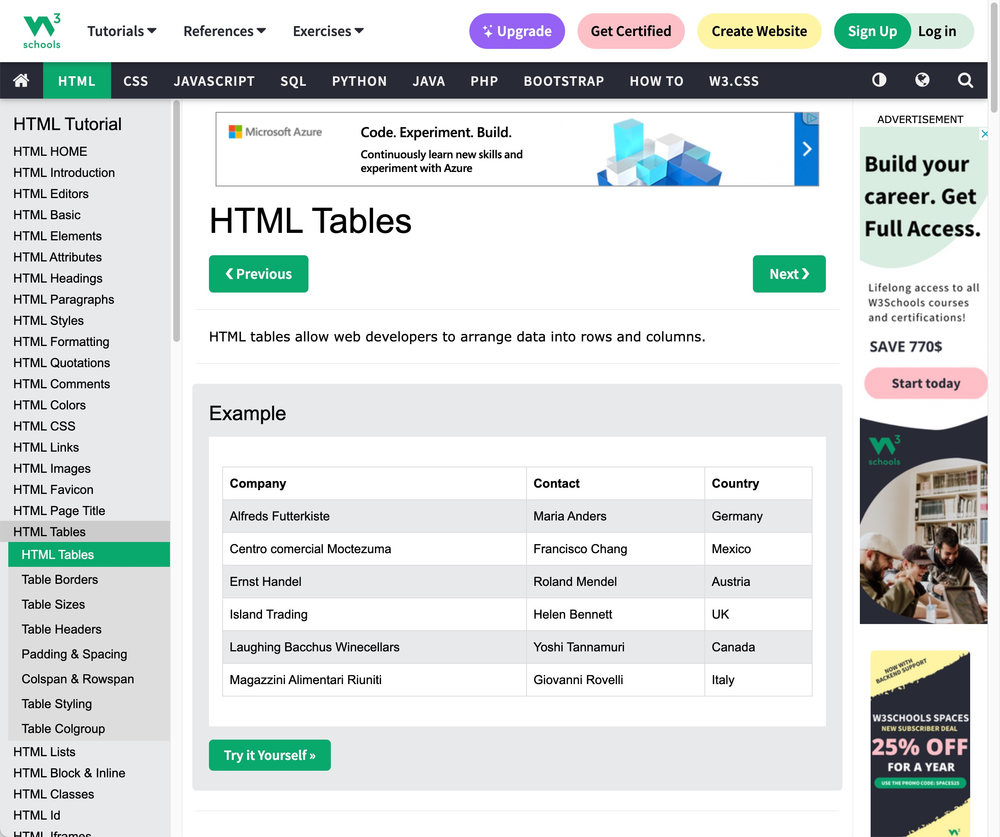 3
schools
Tutorials
References
Exercises
Upgrade
Get Certified
Create Website
Sign Up
Log in
HTML
CSS
JAVASCRIPT
SQL
PYTHON
JAVA
PHP
BOOTSTRAP
HOW TO
W3.CSS
HTML Tutorial
HTML HOME
HTML Introduction
HTML Editors
HTML Basic
HTML Elements
HTML Attributes
HTML Headings
HTML Paragraphs
HTML Styles
HTML Formatting
HTML Quotations
HTML Comments
HTML Colors
HTML CSS
HTML Links
HTML Images
HTML Favicon
HTML Page Title
HTML Tables
HTML Tables
Table Borders
Table Sizes
Table Headers
Padding & Spacing
Colspan & Rowspan
Table Styling
Table Colgroup
HTML Lists
HTML Block & Inline
HTML Classes
HTML Id
HTML Iframes
Microsoft Azure
Code. Experiment. Build.
Continuously learn new skills and
experiment with Azure
HTML Tables
❮ Previous
Next ❯
HTML tables allow web developers to arrange data into rows and columns.
Example
Company Contact Country
Alfreds Futterkiste Maria Anders Germany
Centro comercial Moctezuma Francisco Chang Mexico
Ernst Handel Roland Mendel Austria
Island Trading Helen Bennett UK
Laughing Bacchus Winecellars Yoshi Tannamuri Canada
Magazzini Alimentari Riuniti Giovanni Rovelli Italy
Try it Yourself »
ADVERTISEMENT
Build your
career. Get
Full Access.
Lifelong access to all
W3Schools courses
and certifications!
SAVE 770$
Start today
3
schools
NOW WITH
BACKEND SUPPORT
W3SCHOOLS SPACES
NEW SUBSCRIBER DEAL
25% OFF
FOR A YEAR
USE THE PROMO CODE: SPACES25